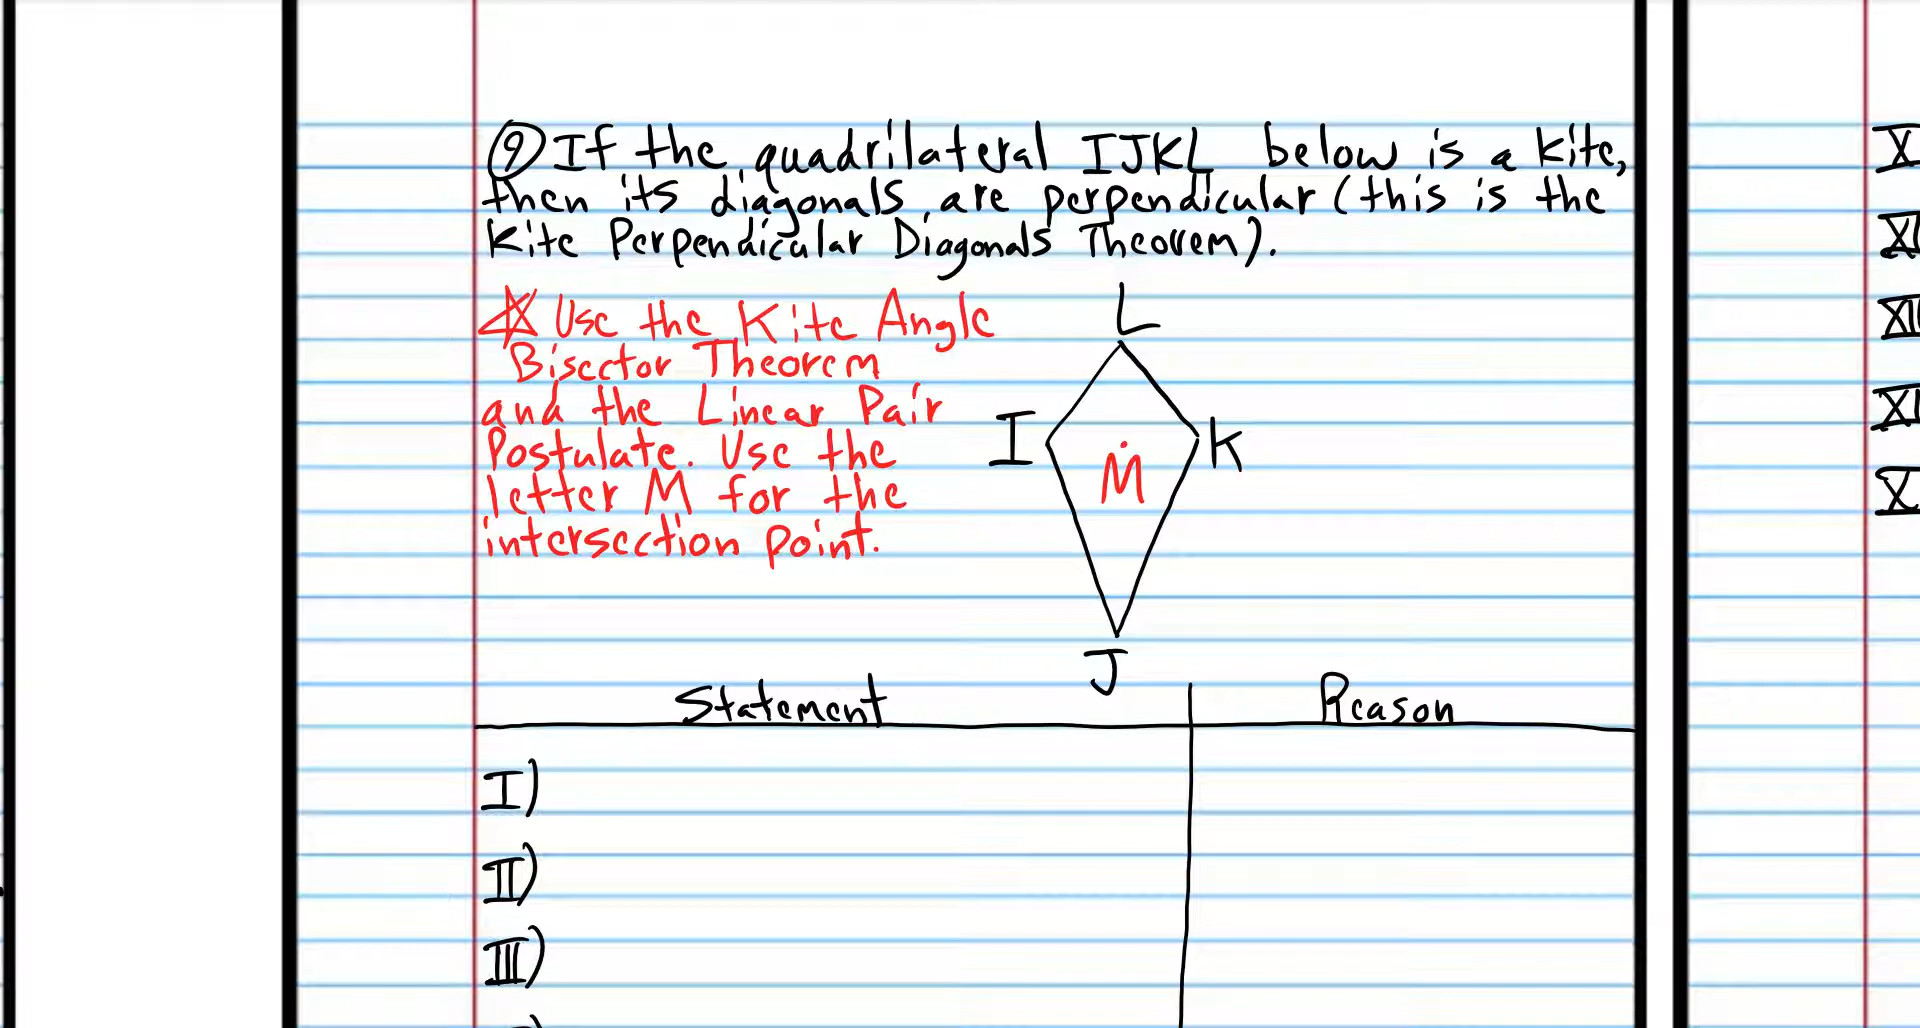 9 If the quadrilateral IJKL below is a kite,
then its diagonals are perpendicular (this is the
Kite Perpendicular Diagonals Theorem).
☆ Use the Kite Angle
Bisector Theorem
and the Linear Pair
Postulate. Use the
letter M for the
intersection point.
L
I
K
M
J
Statement
Reason
I)
II)
III)